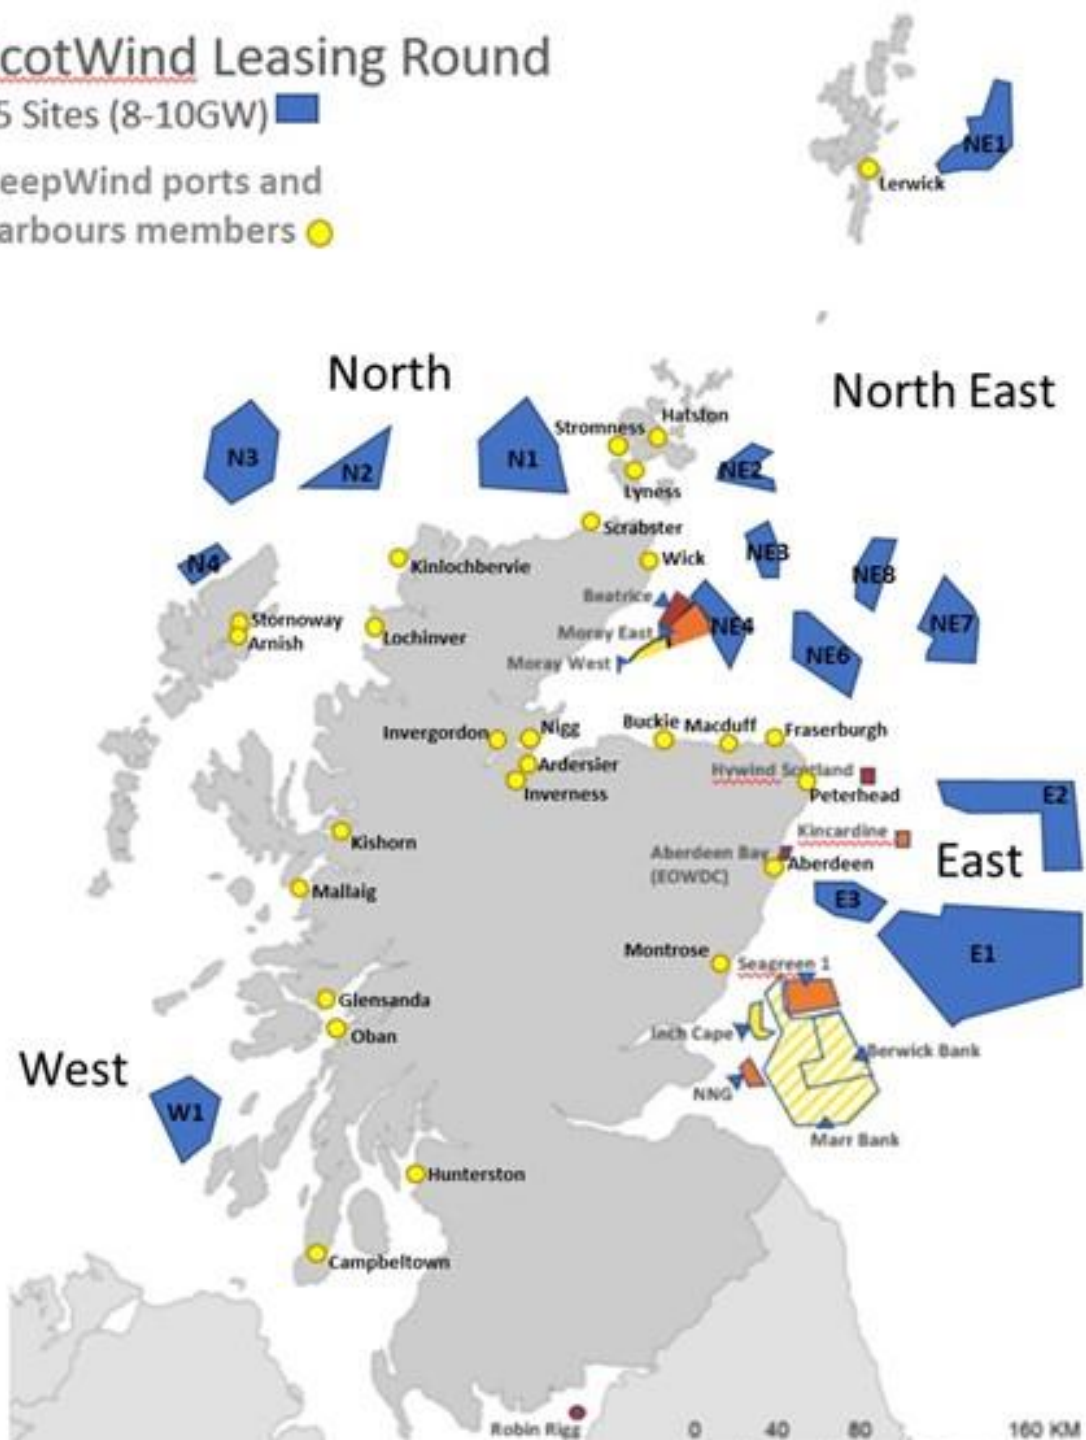 cotWind Leasing Round
5 Sites (8-10GW)
eepWind ports and
arbours members
NE1
Lerwick
North
North East
N3
N2
N1
Stromness
Hatston
NE2
Lyness
Scrabster
N4
Kinlochbervie
Wick
NE3
NE8
Beatrice
Stornoway
Arnish
Lochinver
Moray East
NE4
NE7
Moray West
NE6
Invergordon
Nigg
Buckie
Macduff
Fraserburgh
Ardersier
Hywind Scotland
Inverness
Peterhead
E2
Kincardine
Kishorn
Aberdeen Bay
(EOWDC)
Aberdeen
East
Mallaig
E3
Montrose
E1
Seagreen 1
Glensanda
Oban
Inch Cape
Berwick Bank
West
NNG
W1
Marr Bank
Hunterston
Campbeltown
Robin Rigg
0 40 80 160 KM